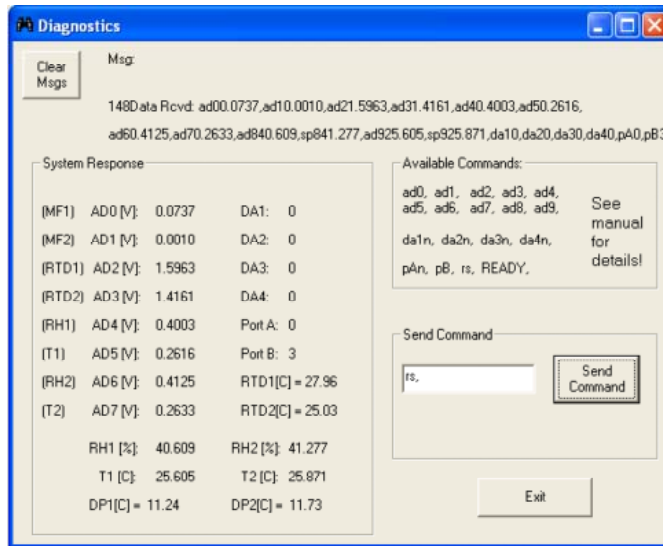 Diagnostics
Clear
Msgs
Msg:
148Data Rcvd: ad00.0737,ad10.0010,ad21.5963,ad31.4161,ad40.4003,ad50.2616,
ad60.4125,ad70.2633,ad840.609,sp841.277,ad925.605,sp925.871,da10,da20,da30,da40,pA0,pB3
System Response
(MF1) AD0 [V]: 0.0737 DA1: 0
(MF2) AD1 [V]: 0.0010 DA2: 0
(RTD1) AD2 [V]: 1.5963 DA3: 0
(RTD2) AD3 [V]: 1.4161 DA4: 0
(RH1) AD4 [V]: 0.4003 Port A: 0
(T1) AD5 [V]: 0.2616 Port B: 3
(RH2) AD6 [V]: 0.4125 RTD1[C] = 27.96
(T2) AD7 [V]: 0.2633 RTD2[C] = 25.03
RH1 [%]: 40.609 RH2 [%]: 41.277
T1 [C]: 25.605 T2 [C]: 25.871
DP1[C] = 11.24 DP2[C] = 11.73
Available Commands:
ad0, ad1, ad2, ad3, ad4,
ad5, ad6, ad7, ad8, ad9,
da1n, da2n, da3n, da4n,
pAn, pB, rs, READY,
See
manual
for
details!
Send Command
rs,
Send
Command
Exit